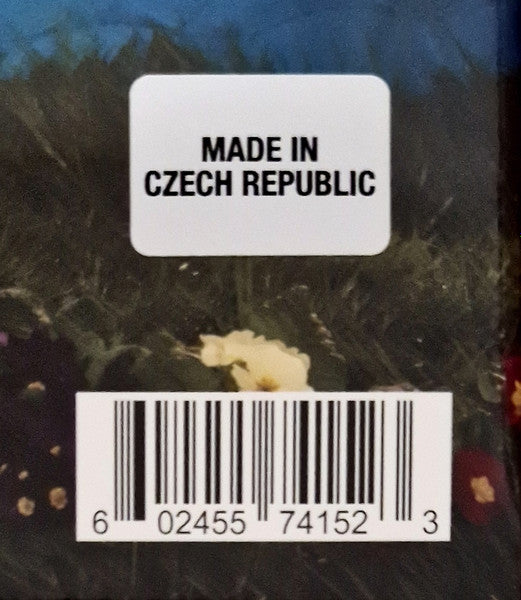 MADE IN
CZECH REPUBLIC
6 02455 74152 3